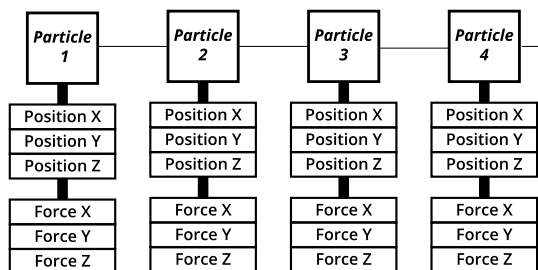 Particle
1
Particle
2
Particle
3
Particle
4
Position X
Position Y
Position Z
Position X
Position Y
Position Z
Position X
Position Y
Position Z
Position X
Position Y
Position Z
Force X
Force Y
Force Z
Force X
Force Y
Force Z
Force X
Force Y
Force Z
Force X
Force Y
Force Z